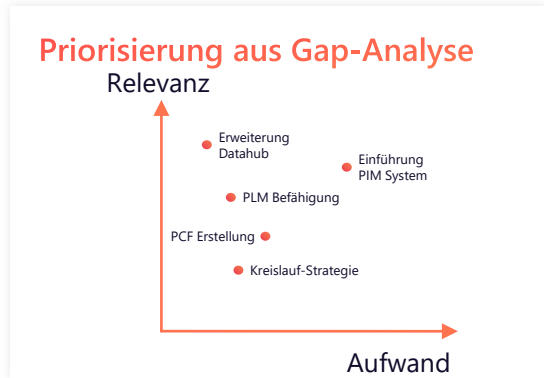 Priorisierung aus Gap-Analyse
Relevanz
Erweiterung
Datahub
Einführung
PIM System
PLM Befähigung
PCF Erstellung
Kreislauf-Strategie
Aufwand